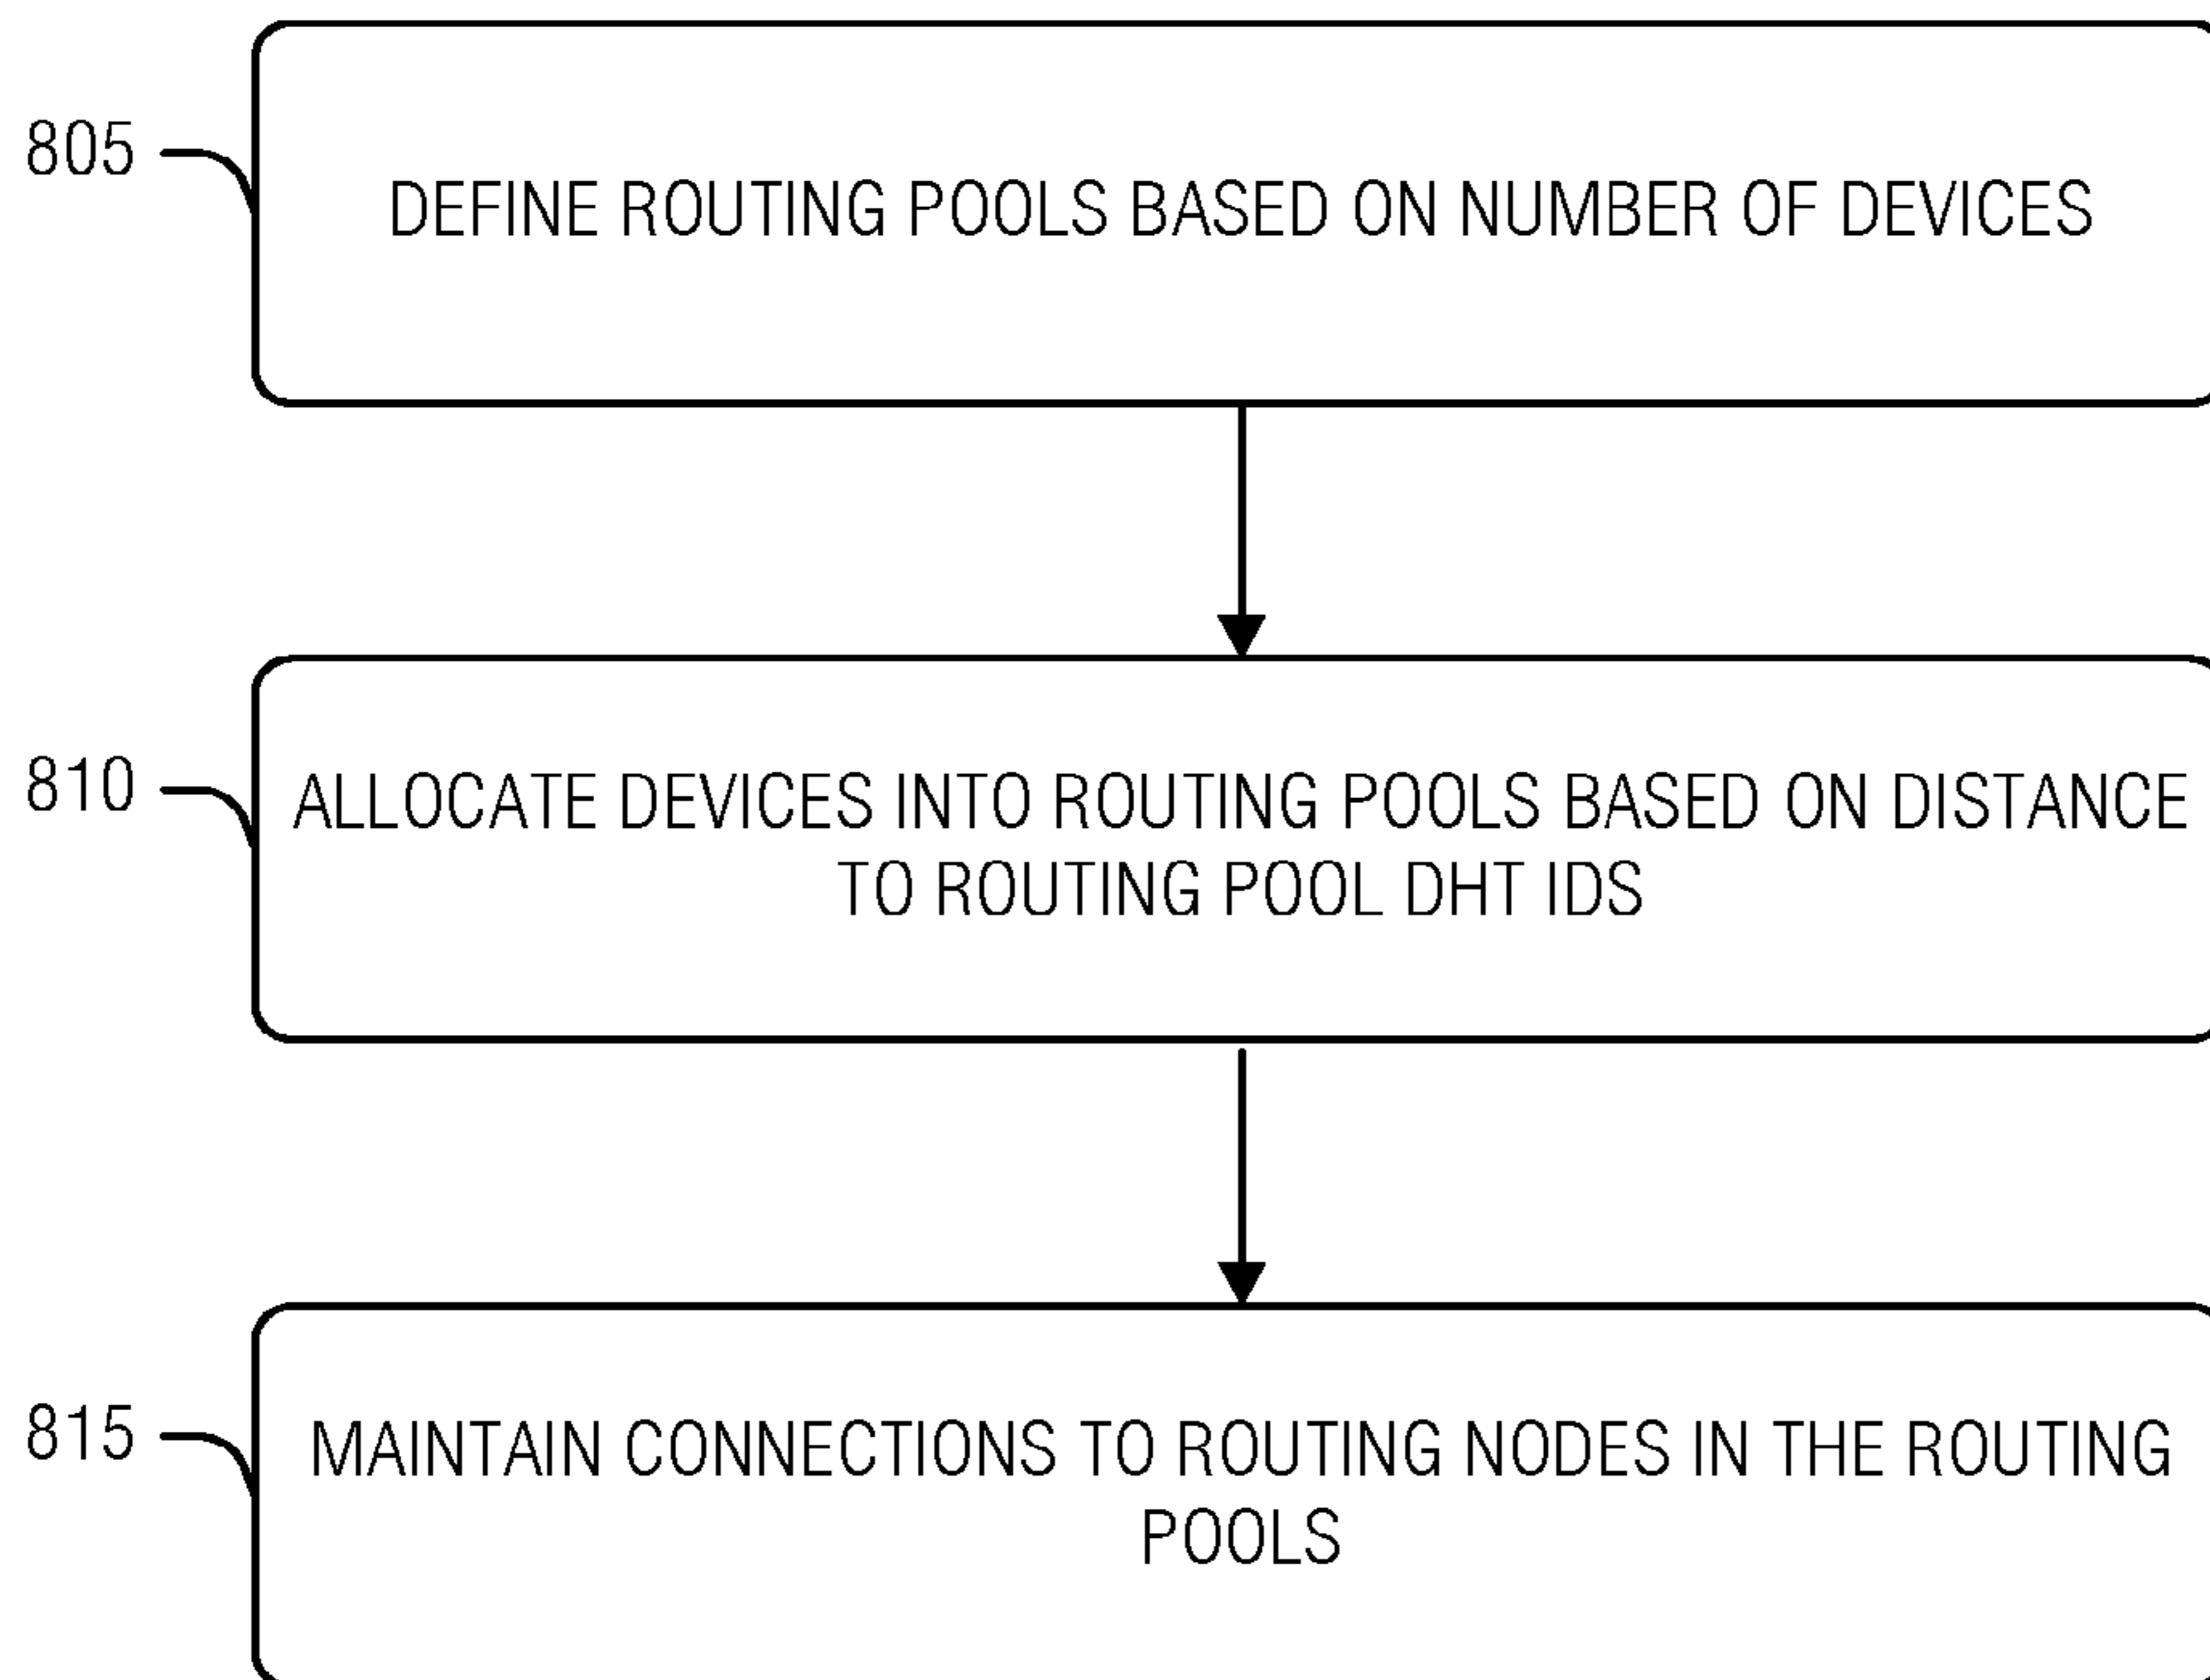 805
DEFINE ROUTING POOLS BASED ON NUMBER OF DEVICES
810
ALLOCATE DEVICES INTO ROUTING POOLS BASED ON DISTANCE
TO ROUTING POOL DHT IDS
815
MAINTAIN CONNECTIONS TO ROUTING NODES IN THE ROUTING
POOLS